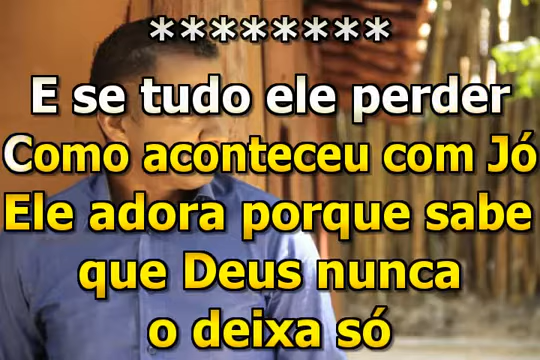 ********
E se tudo ele perder
Como aconteceu com Jó
Ele adora porque sabe
que Deus nunca
o deixa só